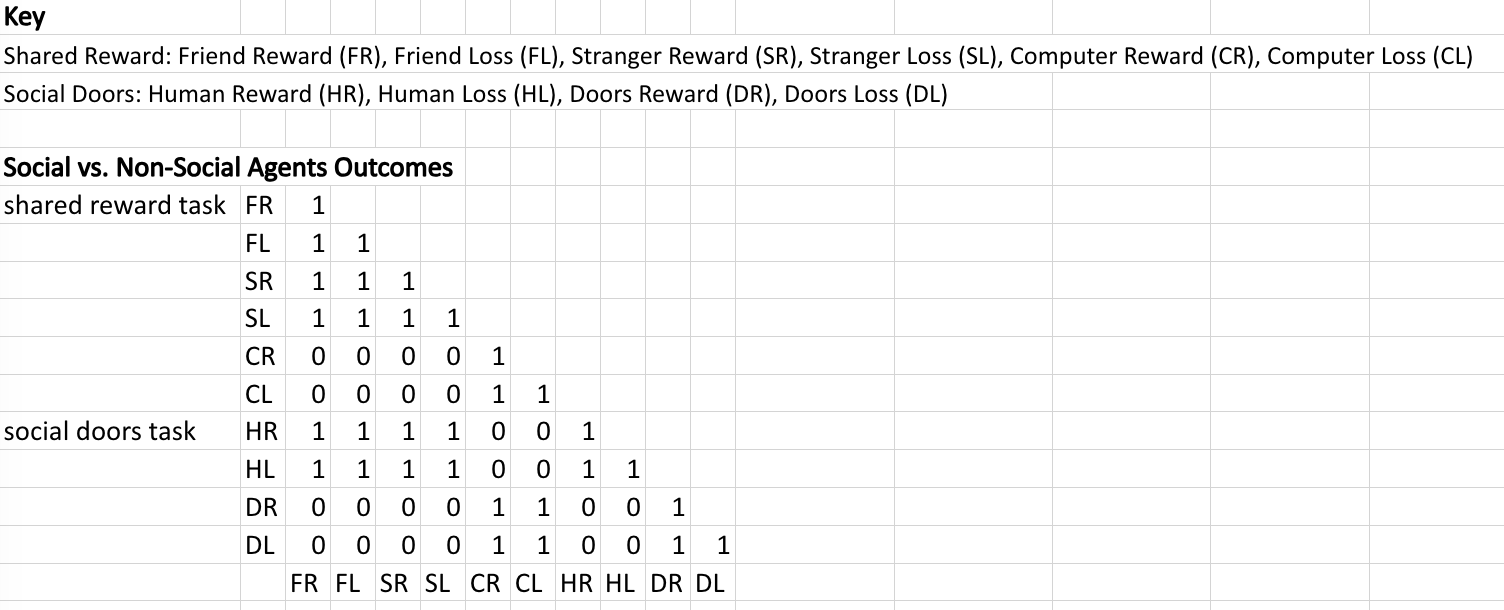 Key
Shared Reward: Friend Reward (FR), Friend Loss (FL), Stranger Reward (SR), Stranger Loss (SL), Computer Reward (CR), Computer Loss (CL)
Social Doors: Human Reward (HR), Human Loss (HL), Doors Reward (DR), Doors Loss (DL)
Social vs. Non-Social Agents Outcomes
shared reward task FR 1
FL 1 1
SR 1 1 1
SL 1 1 1 1
CR 0 0 0 0 1
CL 0 0 0 0 1 1
social doors task HR 1 1 1 1 0 0 1
HL 1 1 1 1 0 0 1 1
DR 0 0 0 0 1 1 0 0 1
DL 0 0 0 0 1 1 0 0 1 1
FR FL SR SL CR CL HR HL DR DL